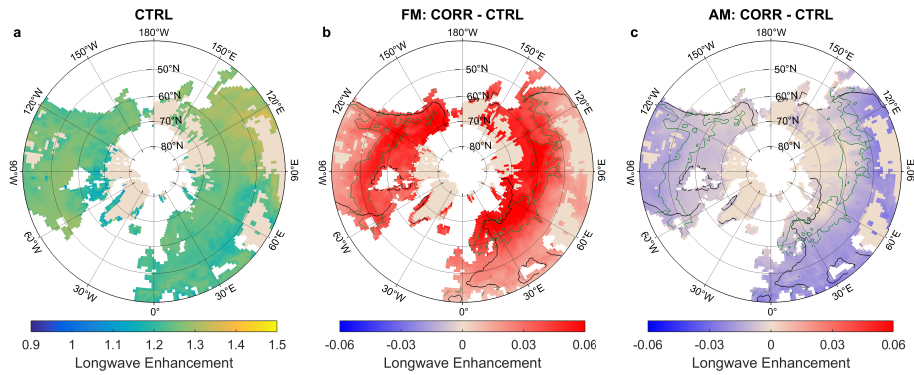 CTRL
a
180°W
150°W
150°E
120°W
120°E
50°N
60°N
70°N
80°N
90°W
90°E
60°W
60°E
30°W
30°E
0°
0.9 1 1.1 1.2 1.3 1.4 1.5
Longwave Enhancement
FM: CORR - CTRL
b
180°W
150°W
150°E
120°W
120°E
50°N
60°N
70°N
80°N
90°W
90°E
60°W
60°E
30°W
30°E
0°
-0.06 -0.03 0 0.03 0.06
Longwave Enhancement
AM: CORR - CTRL
c
180°W
150°W
150°E
120°W
120°E
50°N
60°N
70°N
80°N
90°W
90°E
60°W
60°E
30°W
30°E
0°
-0.06 -0.03 0 0.03 0.06
Longwave Enhancement